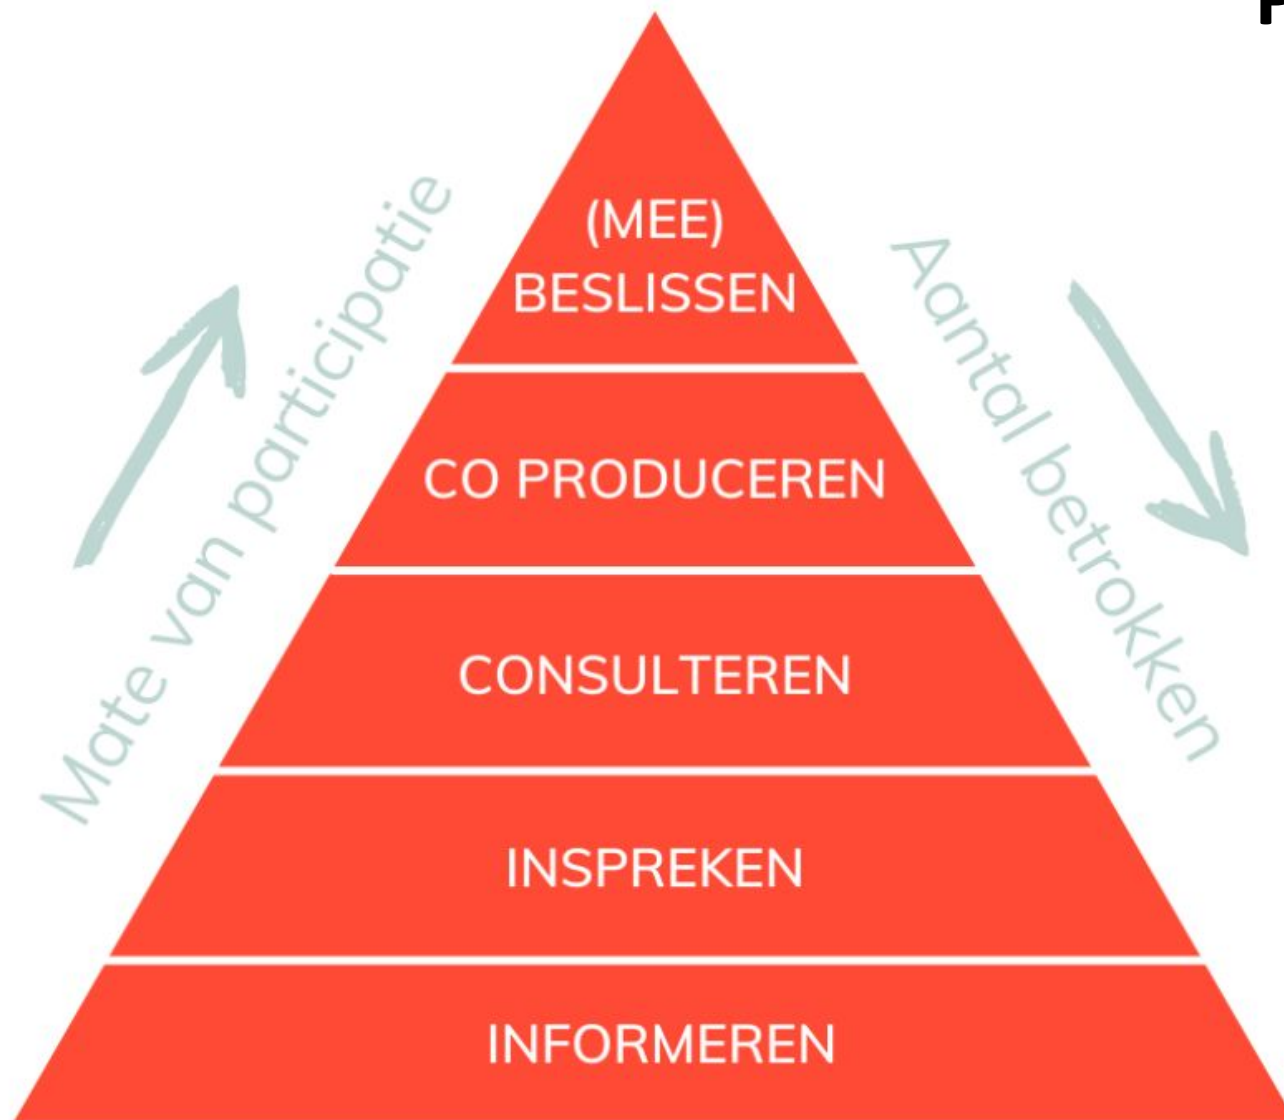 (MEE)
BESLISSEN
CO PRODUCEREN
CONSULTEREN
INSPREKEN
INFORMEREN
Mate van participatie
Aantal betrokken